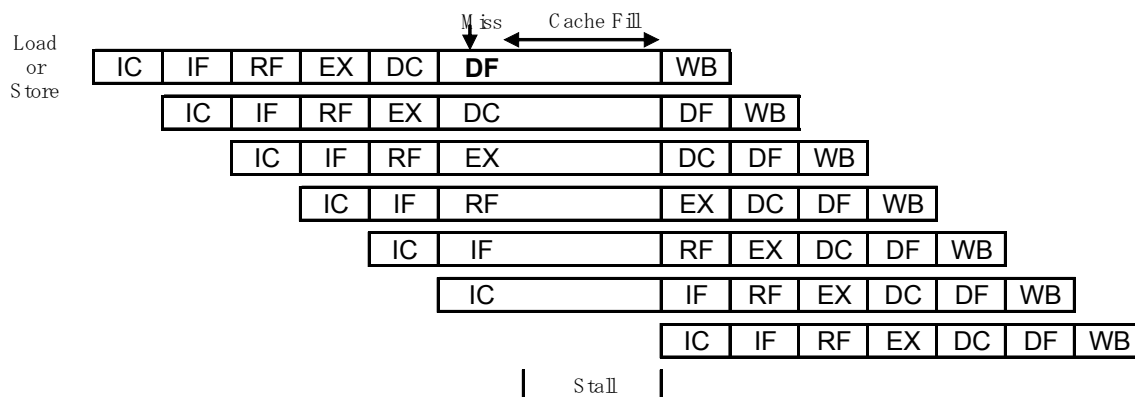 Miss Cache Fill
Load
or
Store
IC IF RF EX DC DF WB
IC IF RF EX DC DF WB
IC IF RF EX DC DF WB
IC IF RF EX DC DF WB
IC IF RF EX DC DF WB
IC IF RF EX DC DF WB
IC IF RF EX DC DF WB
Stall